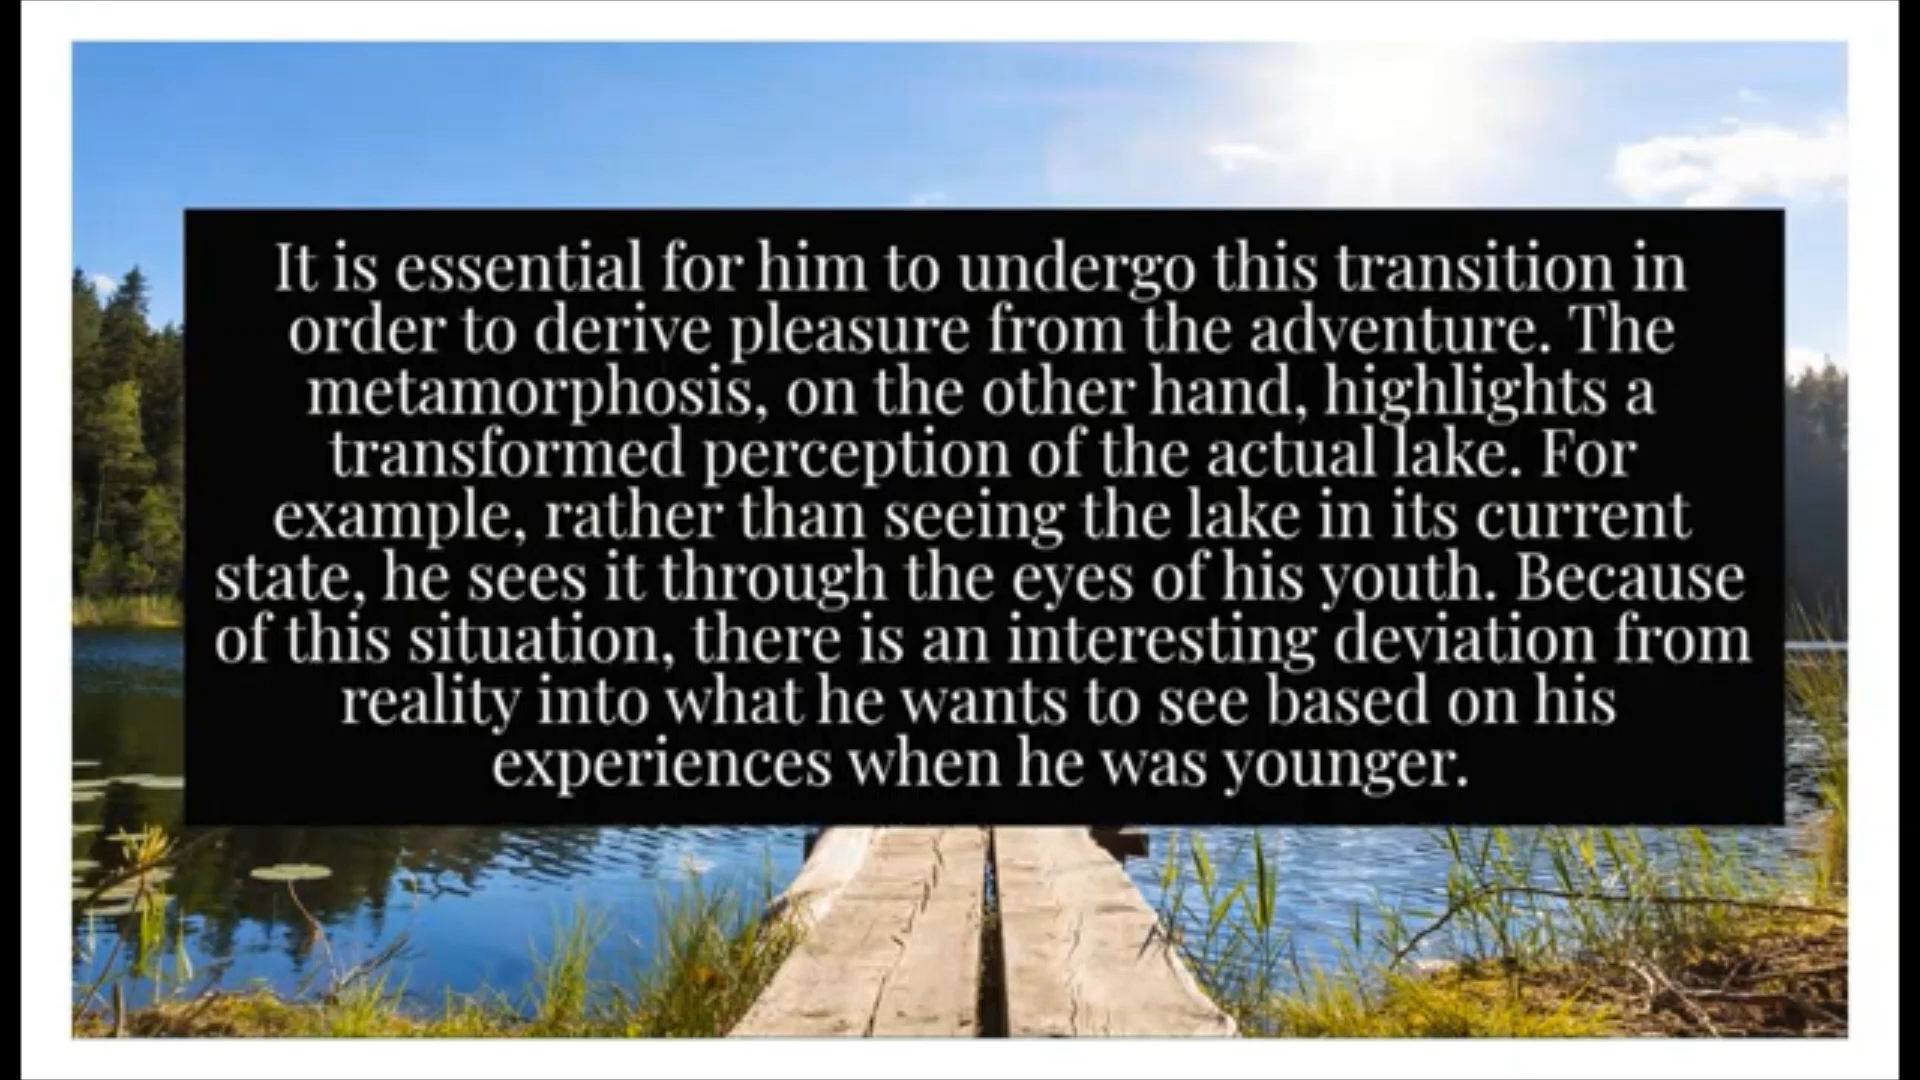 It is essential for him to undergo this transition in
order to derive pleasure from the adventure. The
metamorphosis, on the other hand, highlights a
transformed perception of the actual lake. For
example, rather than seeing the lake in its current
state, he sees it through the eyes of his youth. Because
of this situation, there is an interesting deviation from
reality into what he wants to see based on his
experiences when he was younger.